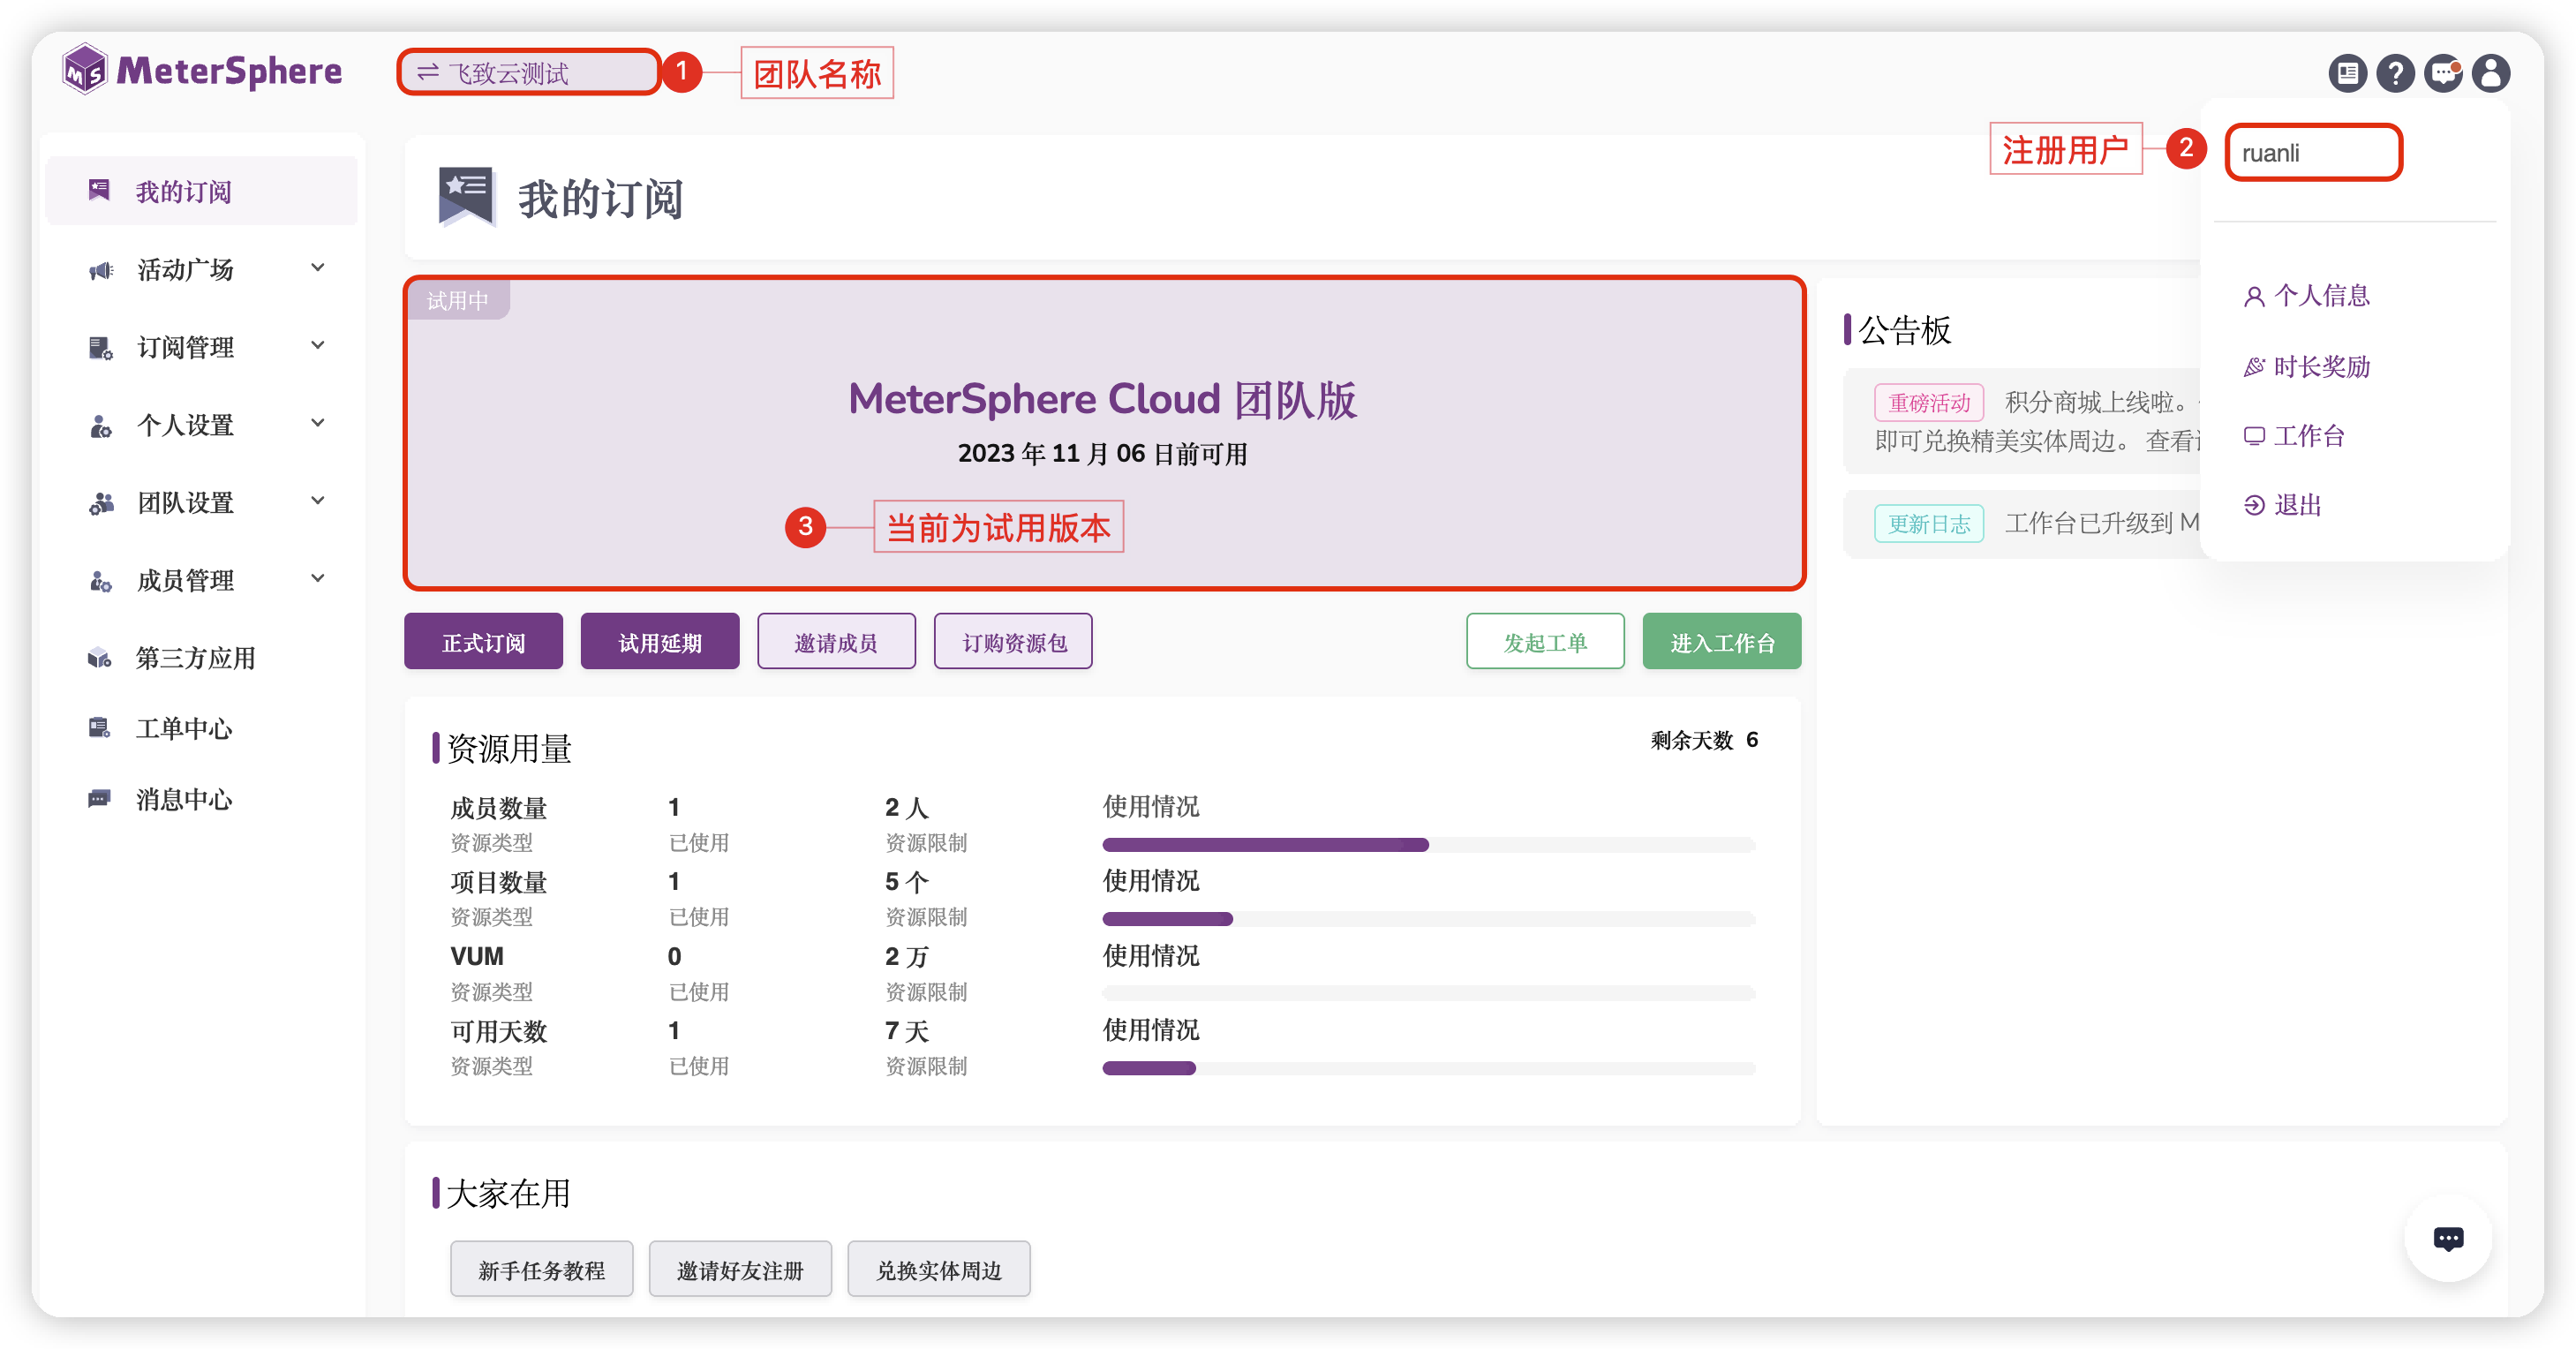 MeterSphere
飞致云测试
1
团队名称
注册用户
2
ruanli
我的订阅
活动广场
订阅管理
个人设置
团队设置
成员管理
第三方应用
工单中心
消息中心
我的订阅
试用中
MeterSphere Cloud 团队版
2023 年 11 月 06 日前可用
3
当前为试用版本
正式订阅
试用延期
邀请成员
订购资源包
发起工单
进入工作台
公告板
重磅活动 积分商城上线啦。
即可兑换精美实体周边。 查看
更新日志 工作台已升级到 M
个人信息
时长奖励
工作台
退出
资源用量
剩余天数 6
成员数量 1 2 人 使用情况
资源类型 已使用 资源限制
项目数量 1 5 个 使用情况
资源类型 已使用 资源限制
VUM 0 2 万 使用情况
资源类型 已使用 资源限制
可用天数 1 7 天 使用情况
资源类型 已使用 资源限制
大家在用
新手任务教程
邀请好友注册
兑换实体周边